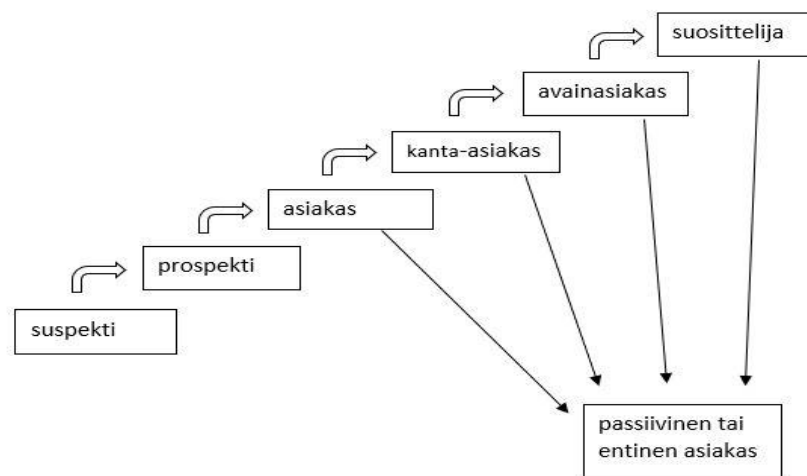 suosittelija
avainasiakas
kanta-asiakas
asiakas
prospekti
suspekti
passiivinen tai
entinen asiakas